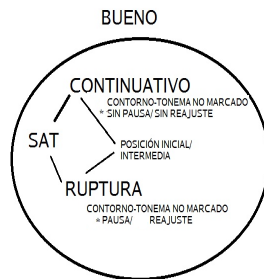 BUENO
CONTINUATIVO
CONTORNO-TONEMA NO MARCADO
* SIN PAUSA/ SIN REAJUSTE
SAT
POSICIÓN INICIAL/
INTERMEDIA
RUPTURA
CONTORNO-TONEMA NO MARCADO
* PAUSA/ REAJUSTE